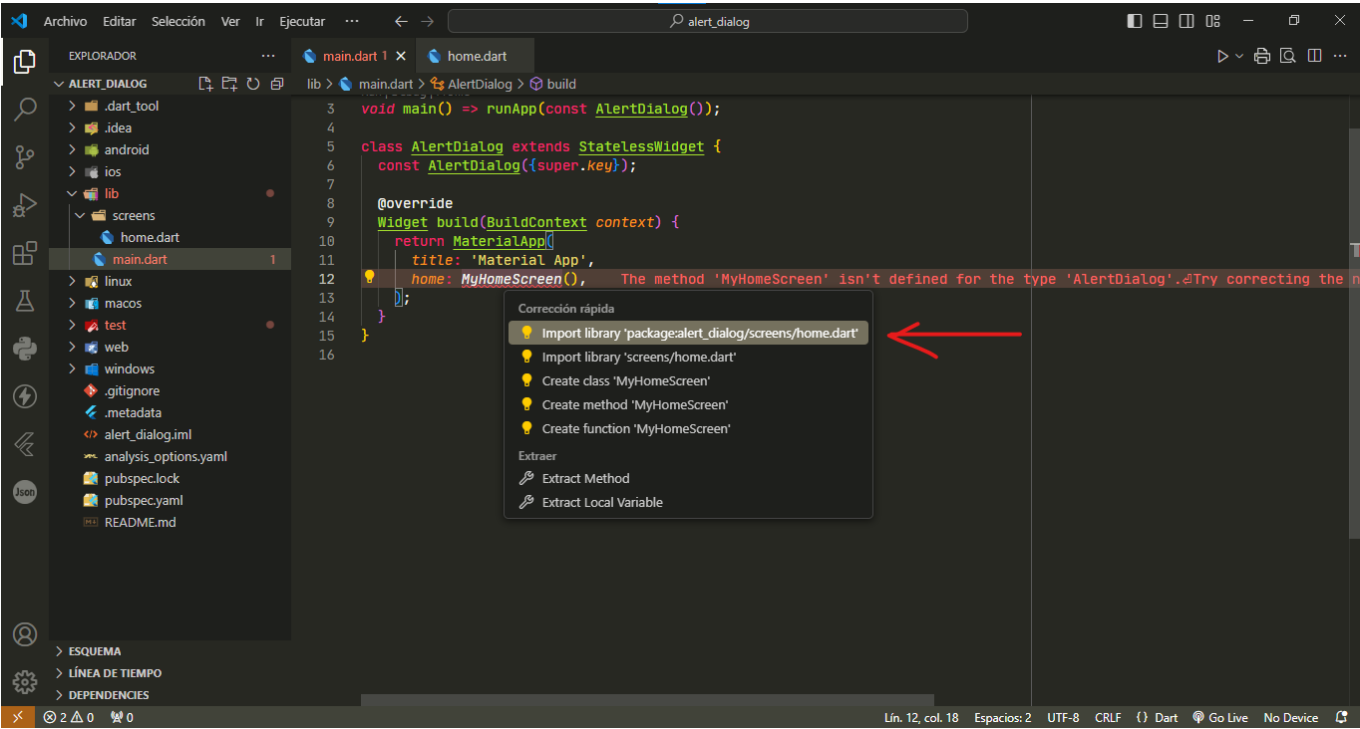 Archivo Editar Selección Ver Ir Ejecutar ··· alert_dialog
EXPLORADOR ···
ALERT_DIALOG
.dart_tool
.idea
android
ios
lib
screens
home.dart
main.dart 1
linux
macos
test
web
windows
.gitignore
.metadata
alert_dialog.iml
analysis_options.yaml
pubspec.lock
pubspec.yaml
README.md
ESQUEMA
LÍNEA DE TIEMPO
DEPENDENCIES
Json
main.dart 1 home.dart
lib > main.dart > AlertDialog > build
3 void main() => runApp(const AlertDialog());
4
5 class AlertDialog extends StatelessWidget {
6 const AlertDialog({super.key});
7
8 @override
9 Widget build(BuildContext context) {
10 return MaterialApp(
11 title: 'Material App',
12 home: MyHomeScreen(), The method 'MyHomeScreen' isn't defined for the type 'AlertDialog'.⏎Try correcting the n
13 );
14 }
15 }
16
Corrección rápida
Import library 'package:alert_dialog/screens/home.dart'
Import library 'screens/home.dart'
Create class 'MyHomeScreen'
Create method 'MyHomeScreen'
Create function 'MyHomeScreen'
Extraer
Extract Method
Extract Local Variable
2 0 0 Lín. 12, col. 18 Espacios: 2 UTF-8 CRLF {} Dart Go Live No Device